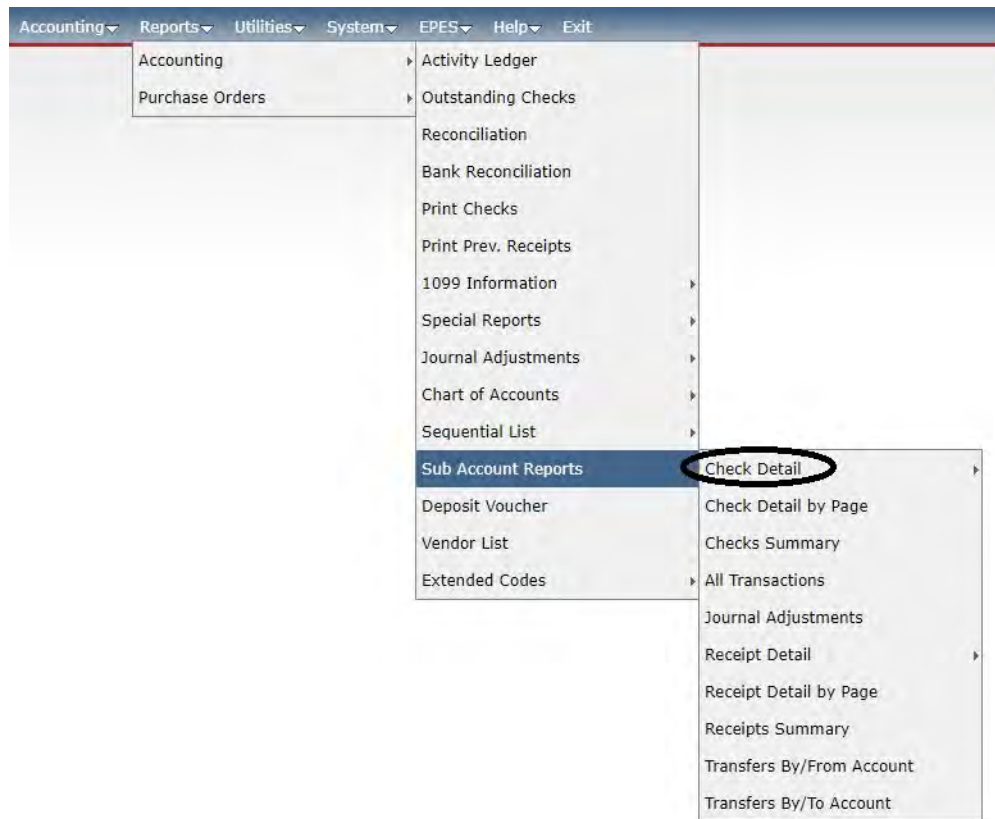 Accounting Reports Utilities System EPES Help Exit
Accounting
Purchase Orders
Activity Ledger
Outstanding Checks
Reconciliation
Bank Reconciliation
Print Checks
Print Prev. Receipts
1099 Information
Special Reports
Journal Adjustments
Chart of Accounts
Sequential List
Sub Account Reports
Deposit Voucher
Vendor List
Extended Codes
Check Detail
Check Detail by Page
Checks Summary
All Transactions
Journal Adjustments
Receipt Detail
Receipt Detail by Page
Receipts Summary
Transfers By/From Account
Transfers By/To Account